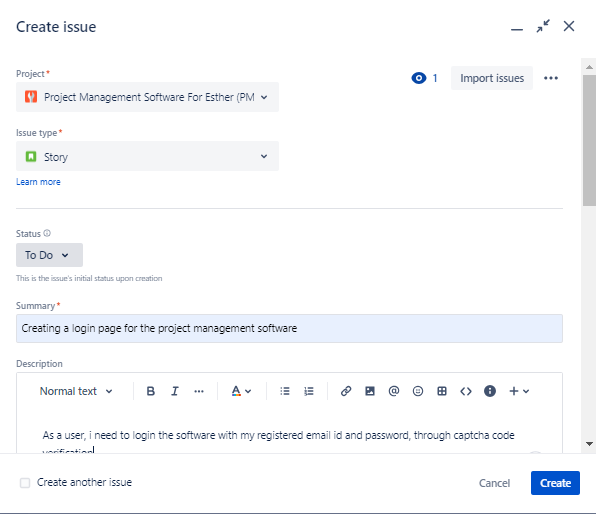 Create issue
Project*
Project Management Software For Esther (PM
1
Import issues
Issue type*
Story
Learn more
Status
To Do
This is the issue's initial status upon creation
Summary*
Creating a login page for the project management software
Description
Normal text
B I
A
As a user, i need to login the software with my registered email id and password, through captcha code
verification
Create another issue
Cancel
Create